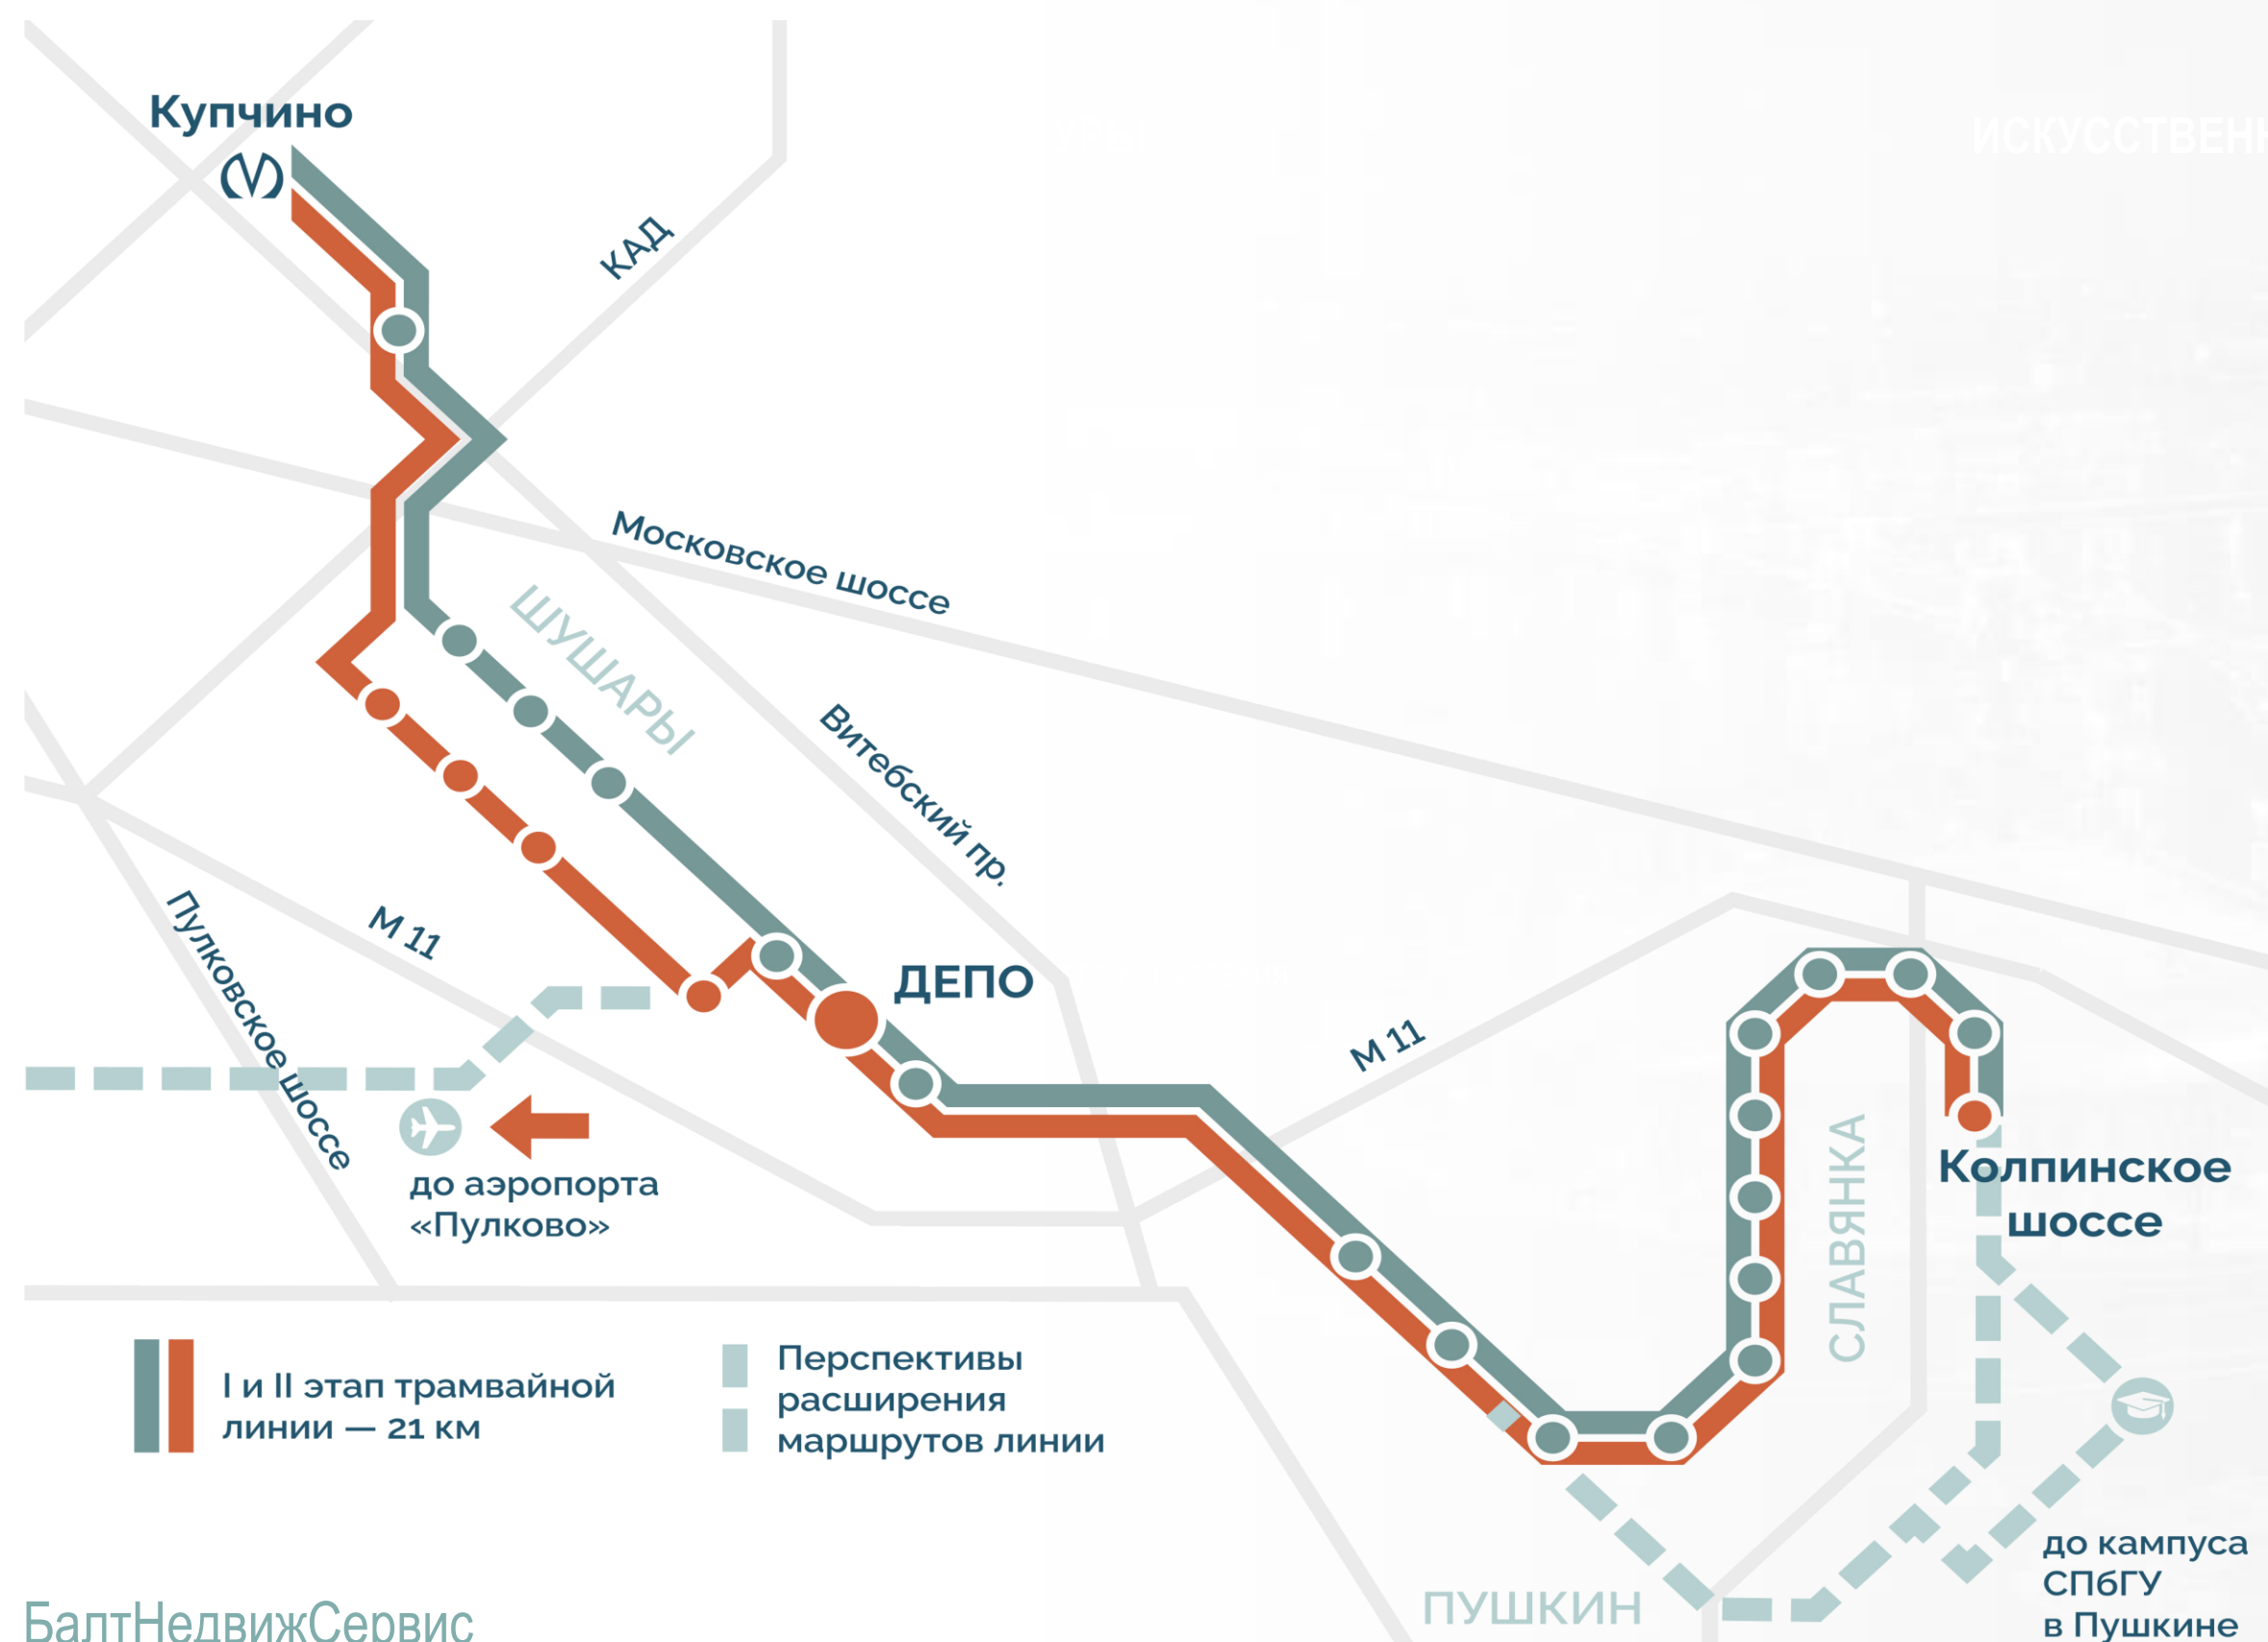 Купчино
ИСКУССТВЕНН
КАД
Московское шоссе
ШУШАРЫ
Витебский пр.
Пулковское шоссе
М 11
ДЕПО
М 11
СЛАВЯНКА
Колпинское
шоссе
до аэропорта
«Пулково»
I и II этап трамвайной
линии — 21 км
Перспективы
расширения
маршрутов линии
до кампуса
СПбГУ
в Пушкине
ПУШКИН
БалтНедвижСервис